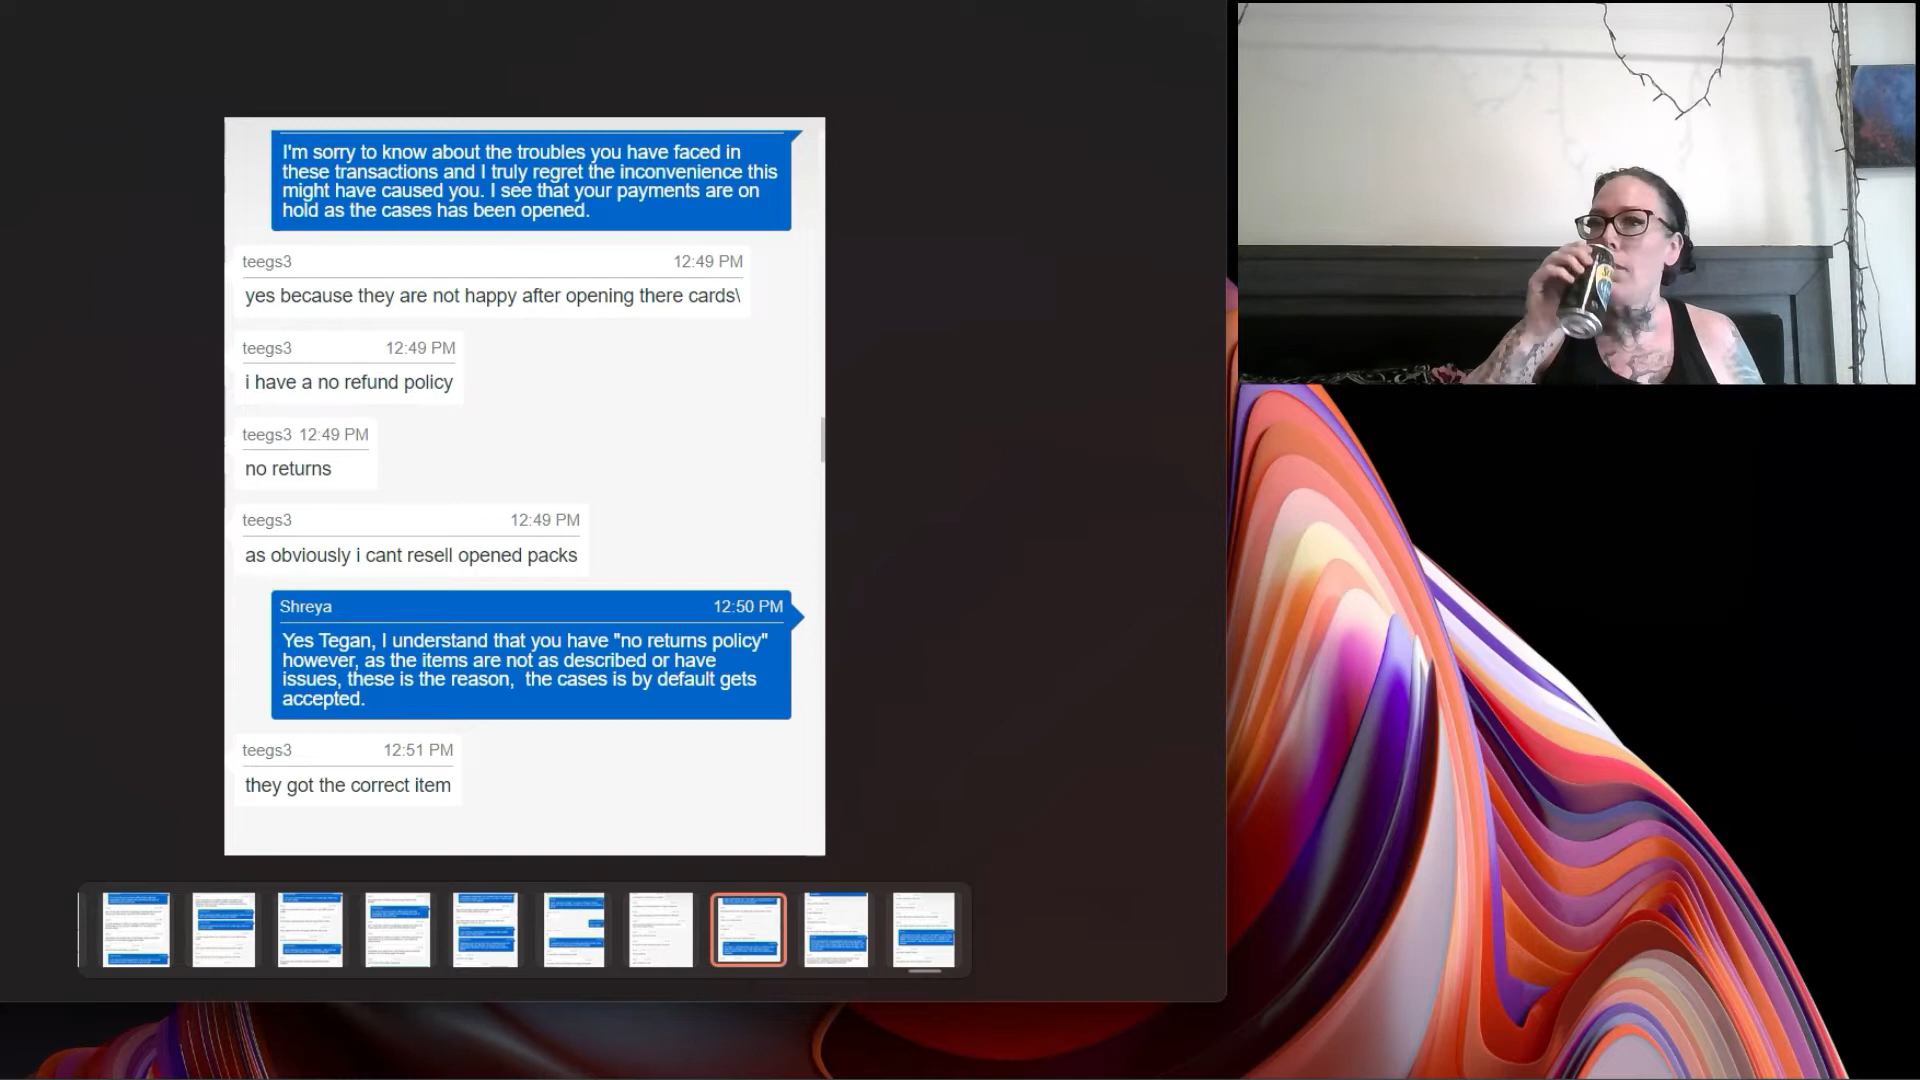 I'm sorry to know about the troubles you have faced in
these transactions and I truly regret the inconvenience this
might have caused you. I see that your payments are on
hold as the cases has been opened.
teegs3 12:49 PM
yes because they are not happy after opening there cards\
teegs3 12:49 PM
i have a no refund policy
teegs3 12:49 PM
no returns
teegs3 12:49 PM
as obviously i cant resell opened packs
Shreya 12:50 PM
Yes Tegan, I understand that you have "no returns policy"
however, as the items are not as described or have
issues, these is the reason,  the cases is by default gets
accepted.
teegs3 12:51 PM
they got the correct item